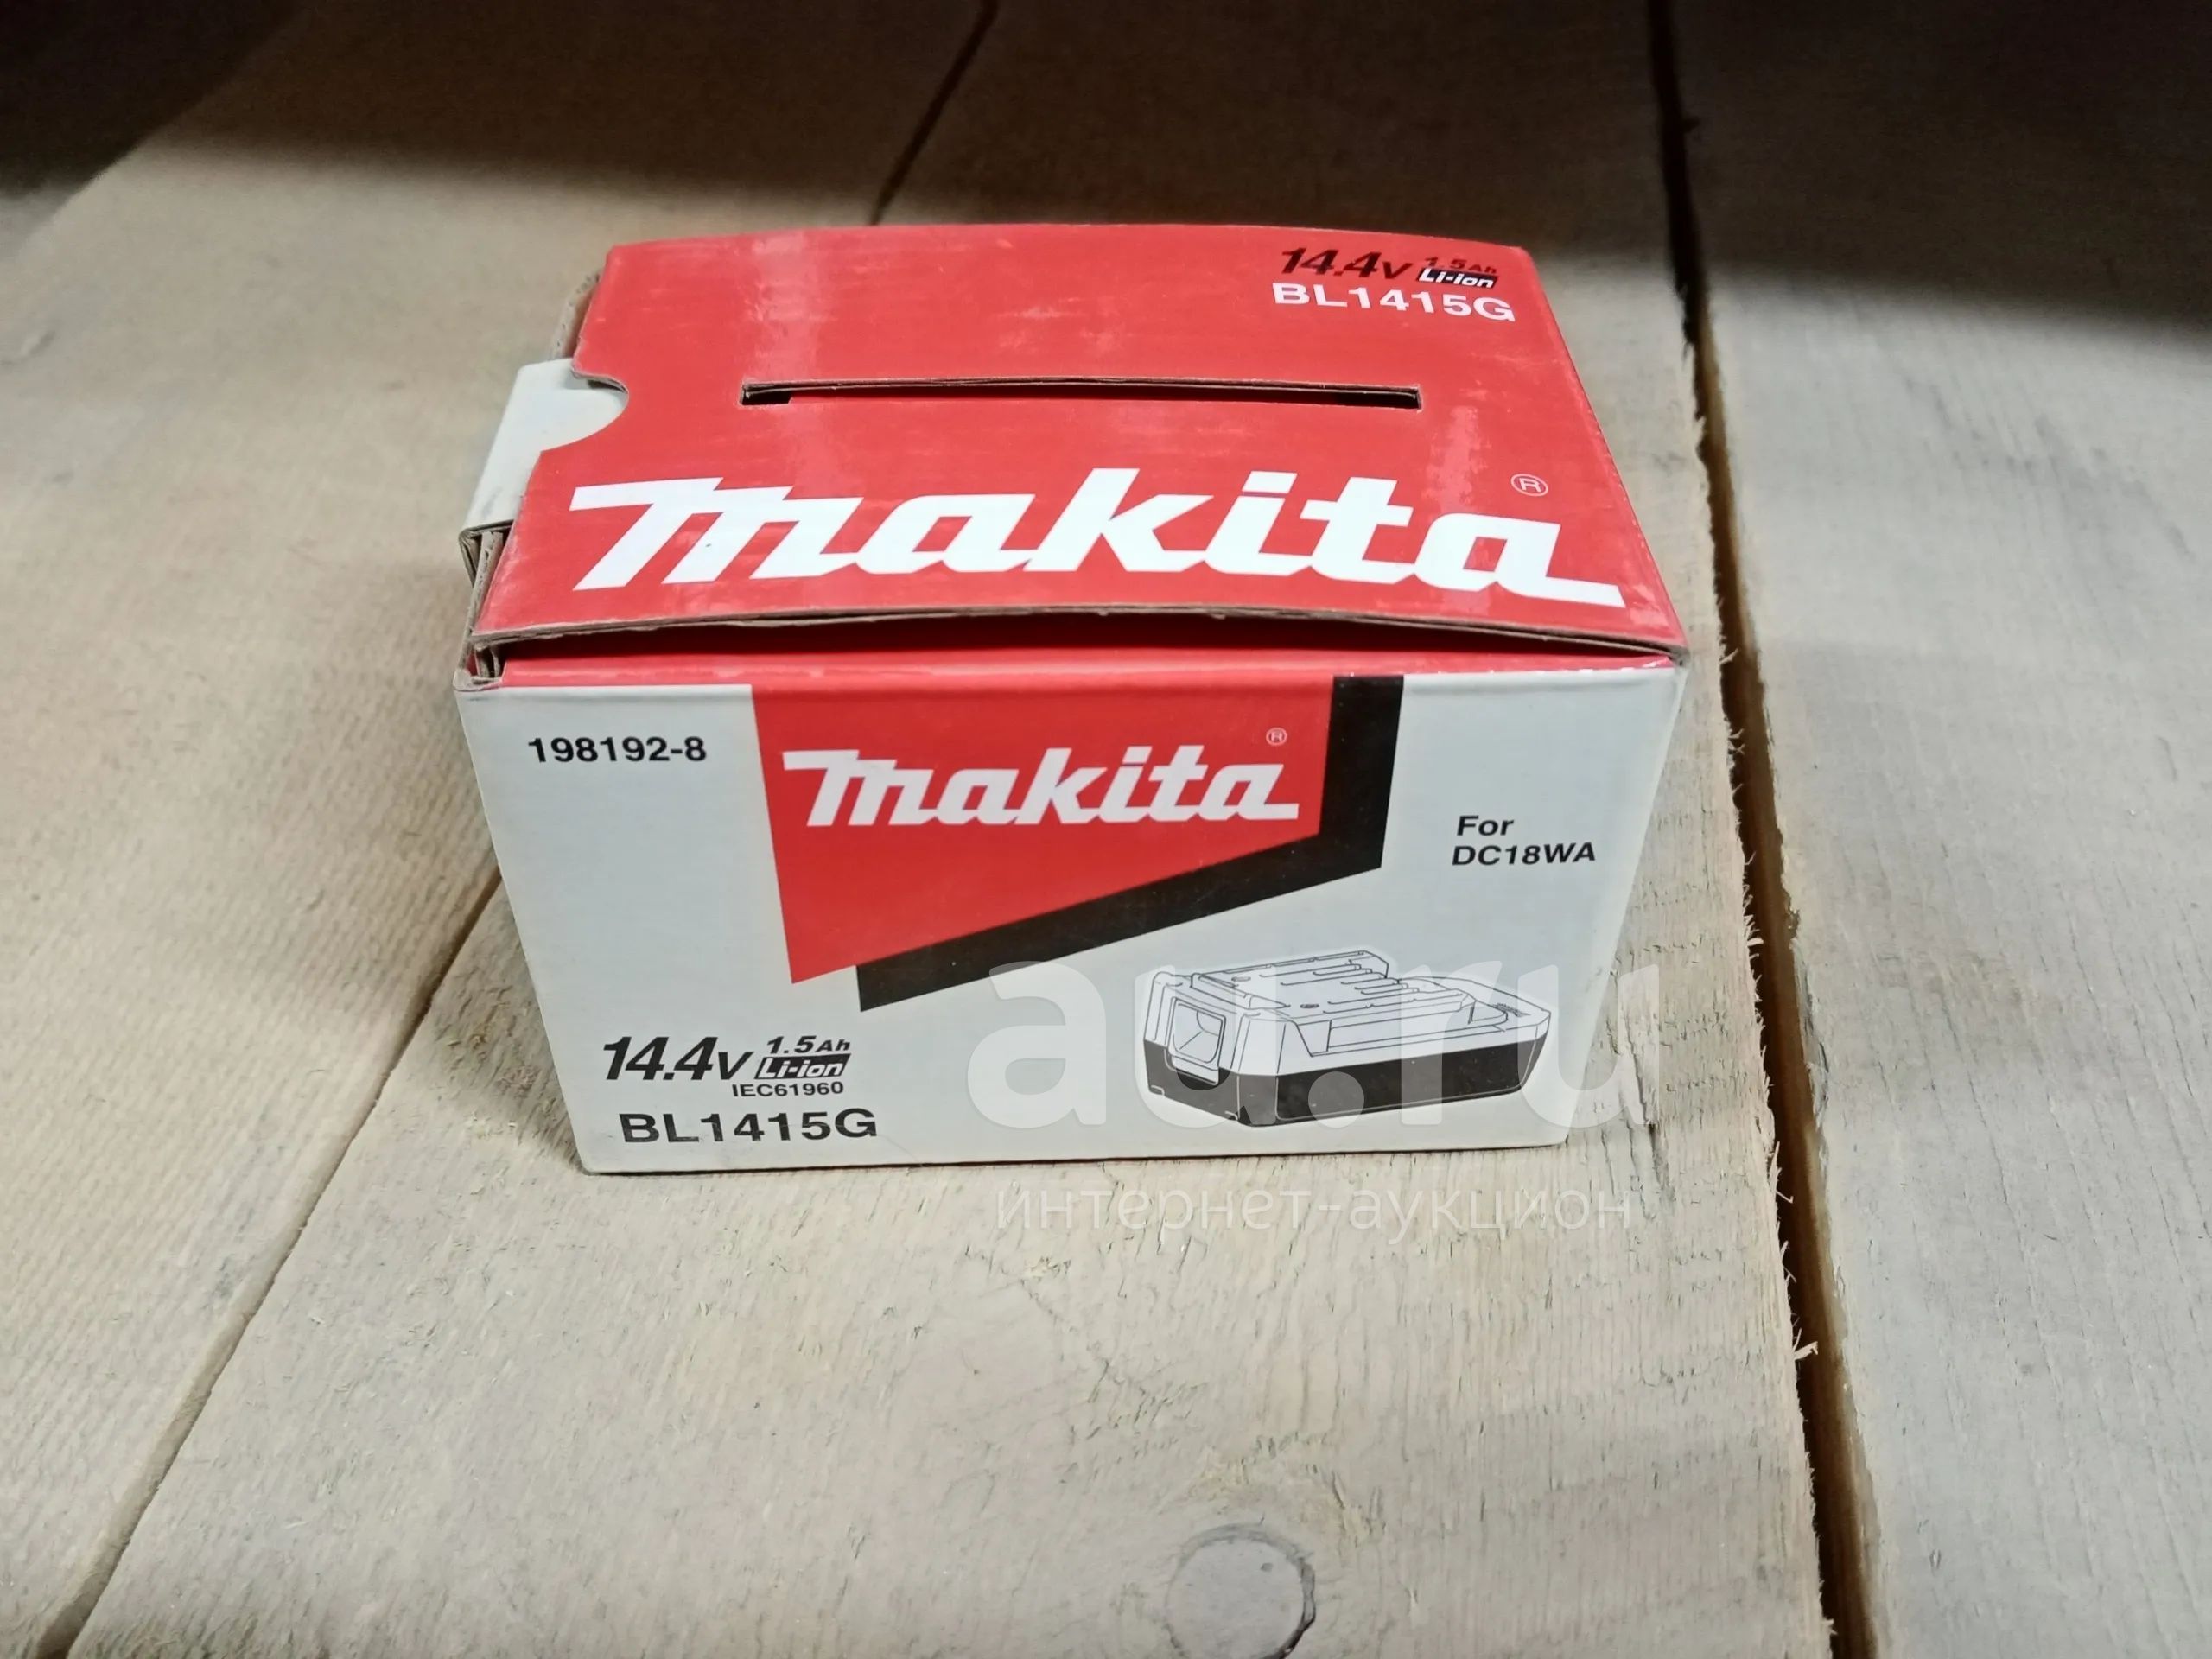 14.4V 1.5Ah
Li-ion
BL1415G
makita®
198192-8
makita®
For
DC18WA
14.4V 1.5Ah
Li-ion
IEC61960
BL1415G
au.ru
интернет-аукцион